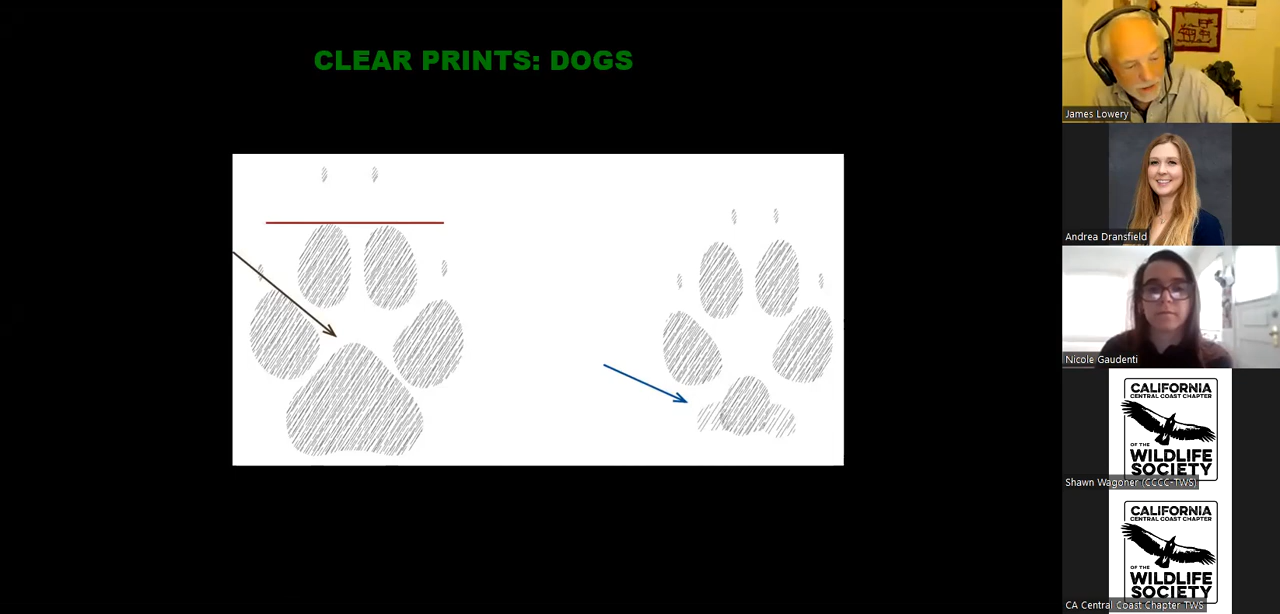 CLEAR PRINTS: DOGS
James Lowery
Andrea Dransfield
Nicole Gaudenti
CALIFORNIA
CENTRAL COAST CHAPTER
OF THE
WILDLIFE
SOCIETY
Shawn Wagoner (CCCC-TWS)
CALIFORNIA
CENTRAL COAST CHAPTER
OF THE
WILDLIFE
SOCIETY
CA Central Coast Chapter TWS